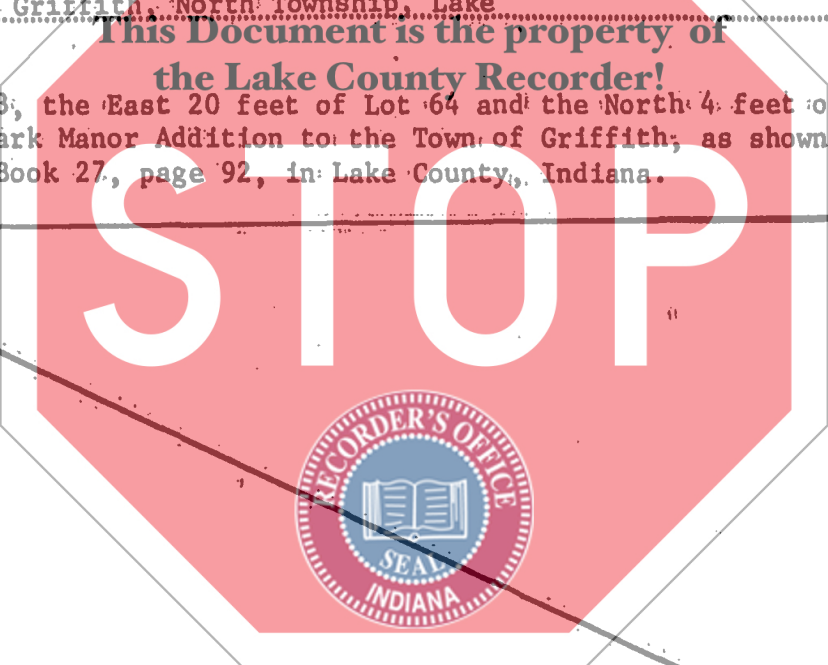 Griffith, North Township, Lake
This Document is the property of
the Lake County Recorder!
the East 20 feet of Lot 64 and the North 4 feet
Manor Addition to the Town of Griffith, as shown
Book 27, page 92, in Lake County, Indiana.
STOP
RECORDER'S OFFICE
SEAL
INDIANA